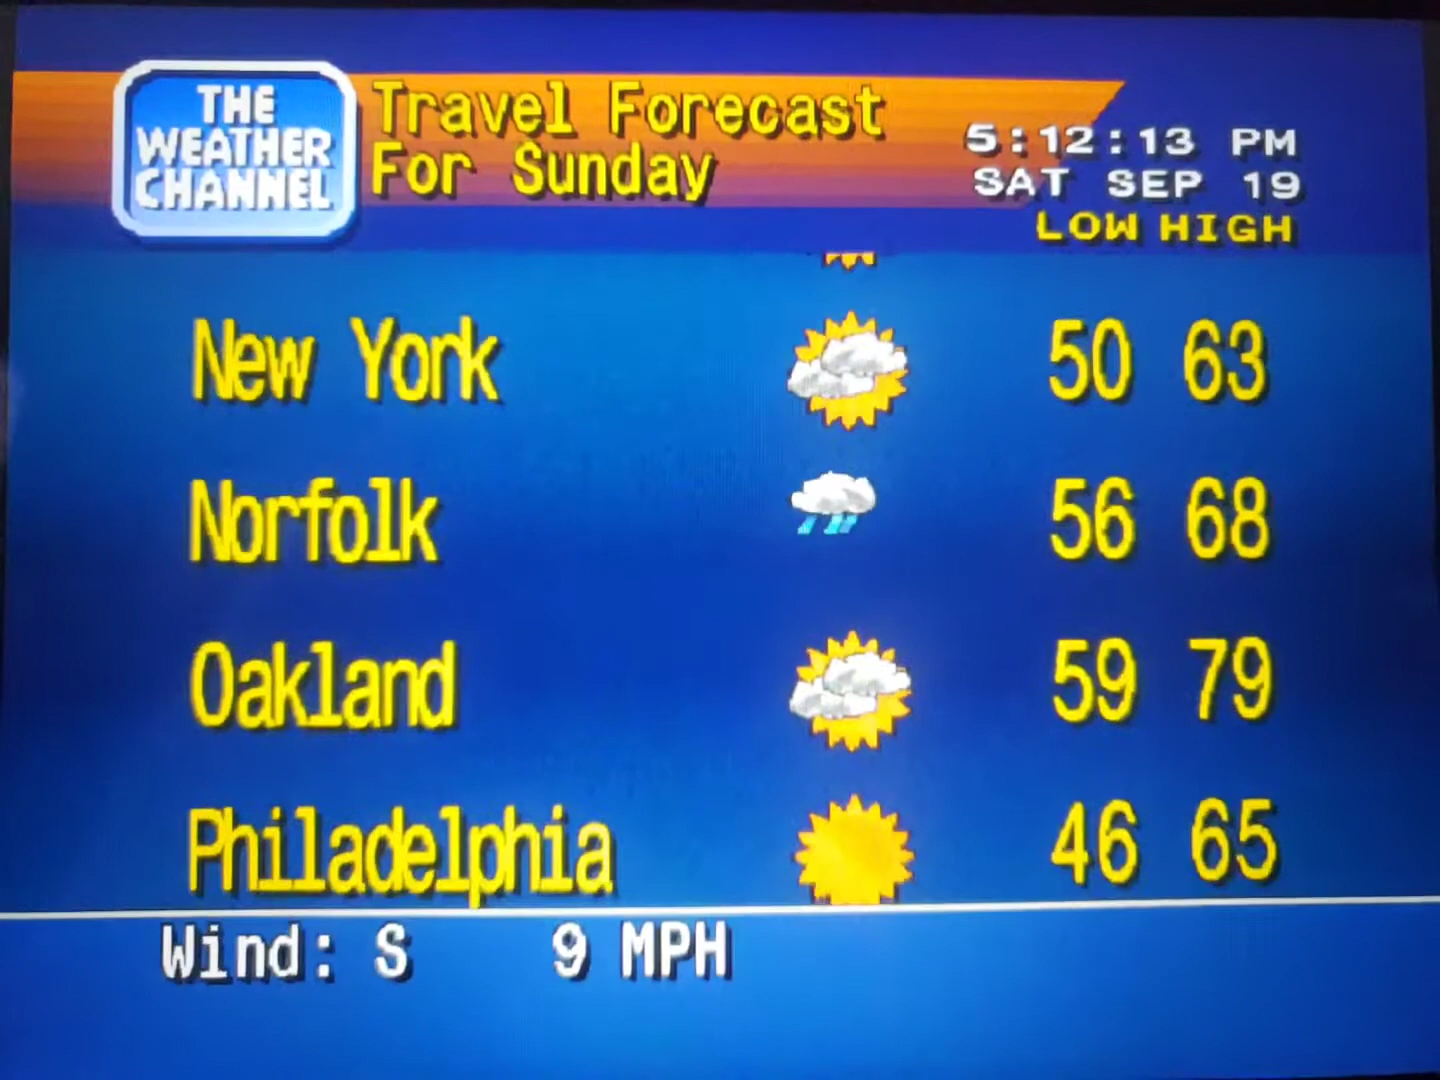 THE
WEATHER
CHANNEL
Travel Forecast
For Sunday
5:12:13 PM
SAT SEP 19
LOW HIGH
New York 50 63
Norfolk 56 68
Oakland 59 79
Philadelphia 46 65
Wind: S 9 MPH